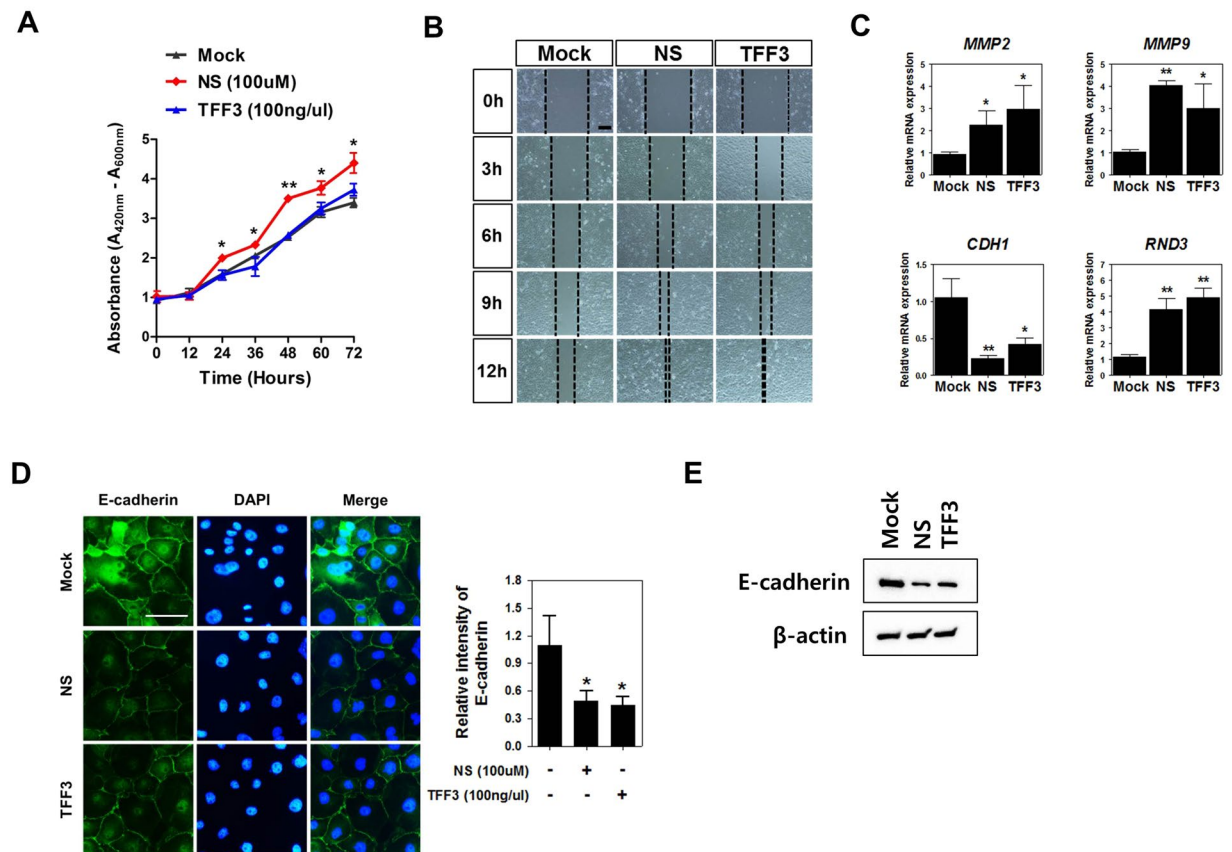 A
Mock
NS (100uM)
TFF3 (100ng/ul)
Absorbance (A420nm - A600nm)
5
4
3
2
1
0
0 12 24 36 48 60 72
* * ** * *
Time (Hours)
B
Mock NS TFF3
0h
3h
6h
9h
12h
C
MMP2
Relative mRNA expression
5
4
3
2
1
0
* *
Mock NS TFF3
MMP9
Relative mRNA expression
5
4
3
2
1
0
** *
Mock NS TFF3
CDH1
Relative mRNA expression
1.5
1.0
0.5
0.0
** *
Mock NS TFF3
RND3
Relative mRNA expression
7
6
5
4
3
2
1
0
** **
Mock NS TFF3
D
E-cadherin DAPI Merge
Mock
NS
TFF3
Relative intensity of
E-cadherin
1.8
1.5
1.2
0.9
0.6
0.3
0.0
* *
NS (100uM) - + -
TFF3 (100ng/ul) - - +
E
Mock NS TFF3
E-cadherin
β-actin